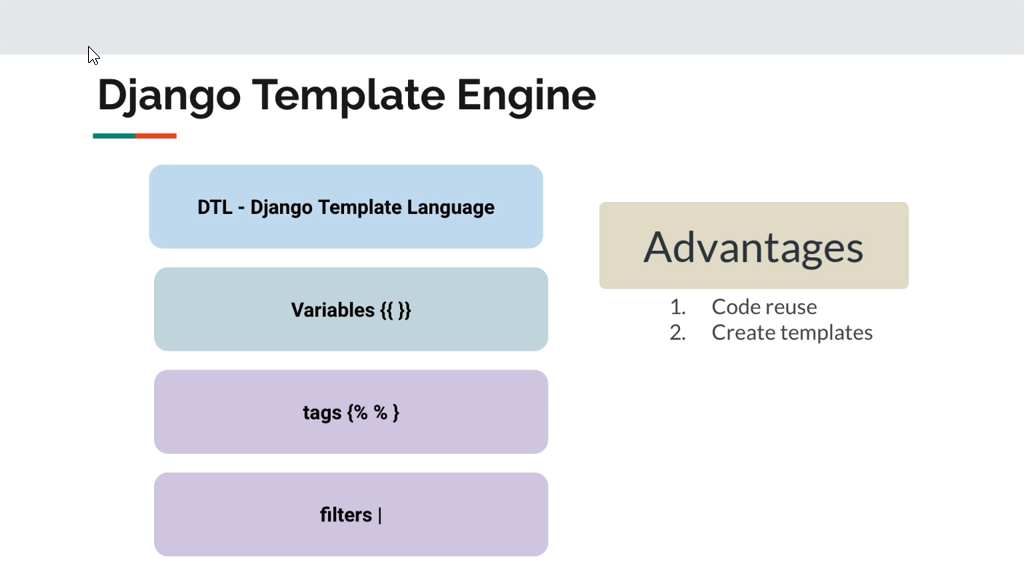 Django Template Engine
DTL - Django Template Language
Variables {{ }}
tags {% % }
filters |
Advantages
1. Code reuse
2. Create templates